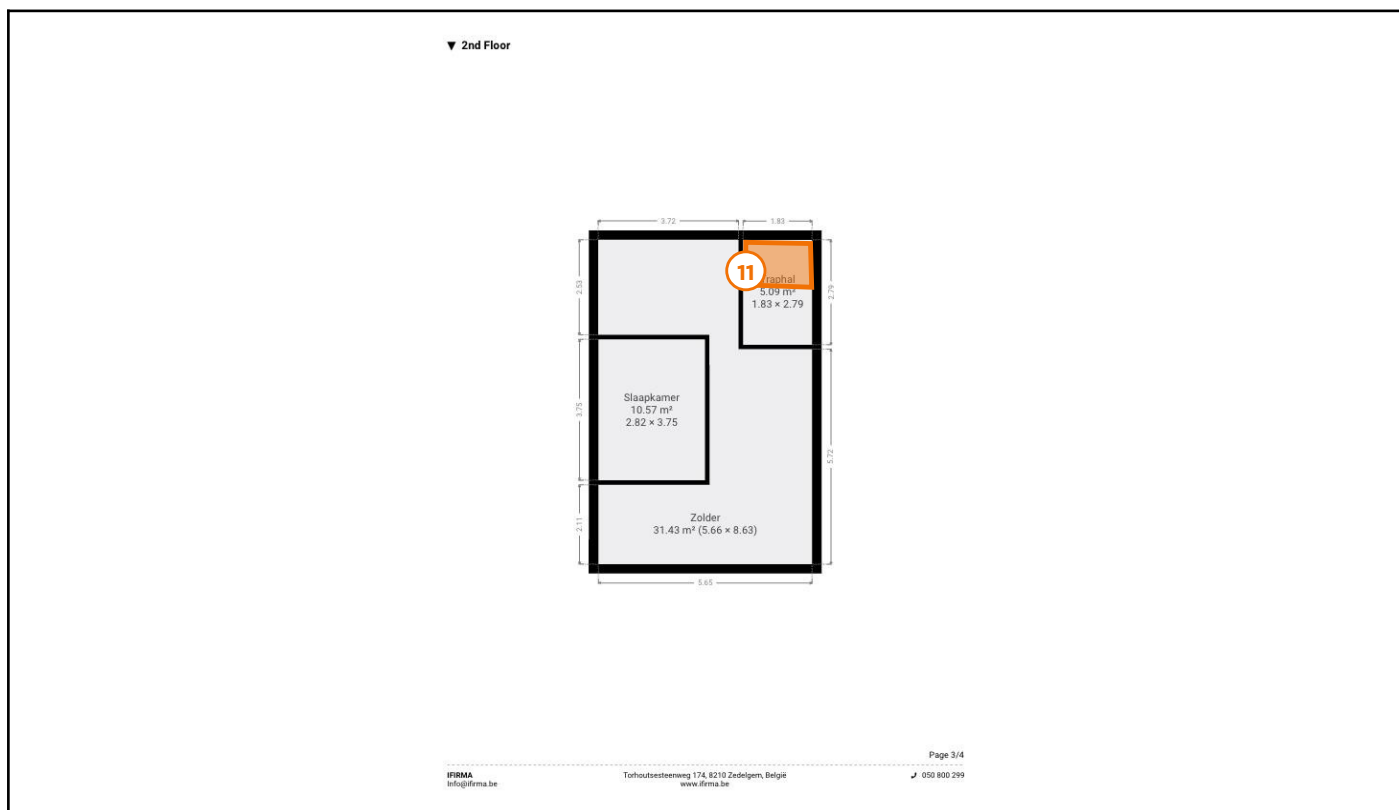 ▼ 2nd Floor
3.72
1.83
2.53
11
raphal
5.09 m²
1.83 × 2.79
2.79
3.75
Slaapkamer
10.57 m²
2.82 × 3.75
5.72
2.11
Zolder
31.43 m² (5.66 × 8.63)
5.65
Page 3/4
IFIRMA
Info@ifirma.be
Torhoutsesteenweg 174, 8210 Zedelgem, België
www.ifirma.be
050 800 299